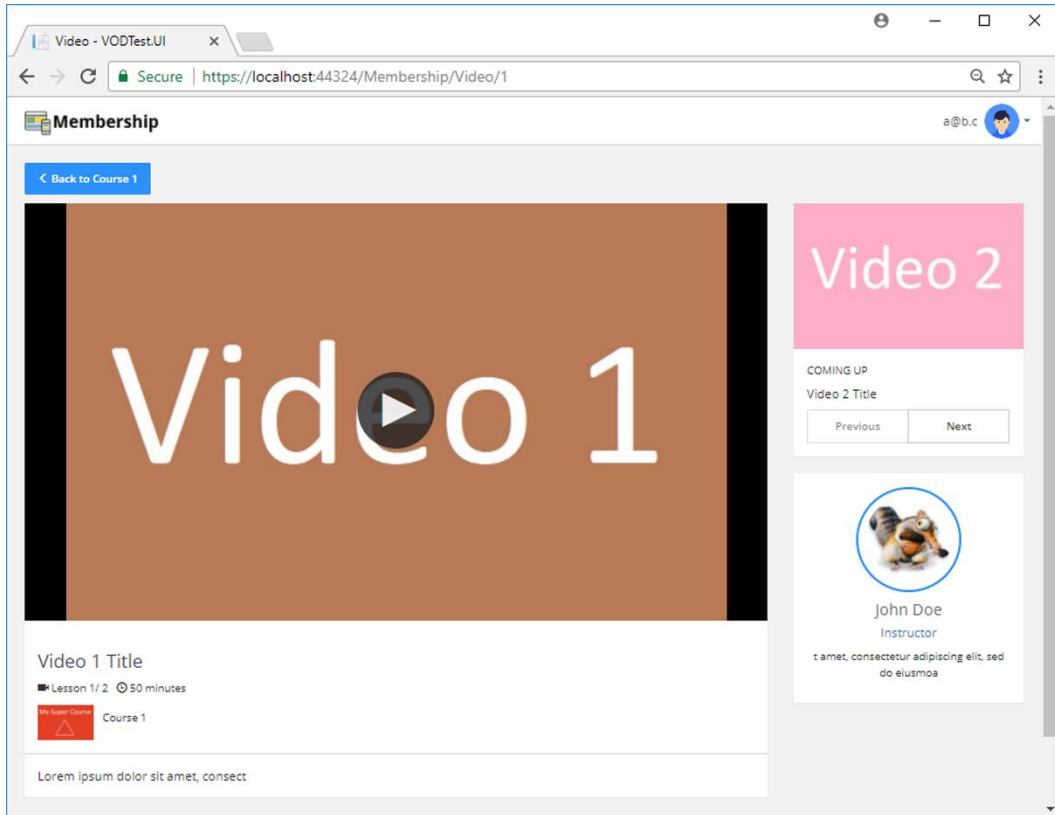 Video - VODTest.UI
Secure | https://localhost:44324/Membership/Video/1
Membership
a@b.c
Back to Course 1
Video 1
Video 1 Title
Lesson 1/ 2 50 minutes
My Super Course
Course 1
Lorem ipsum dolor sit amet, consect
Video 2
COMING UP
Video 2 Title
Previous Next
John Doe
Instructor
t amet, consectetur adipiscing elit, sed
do eiusmoa